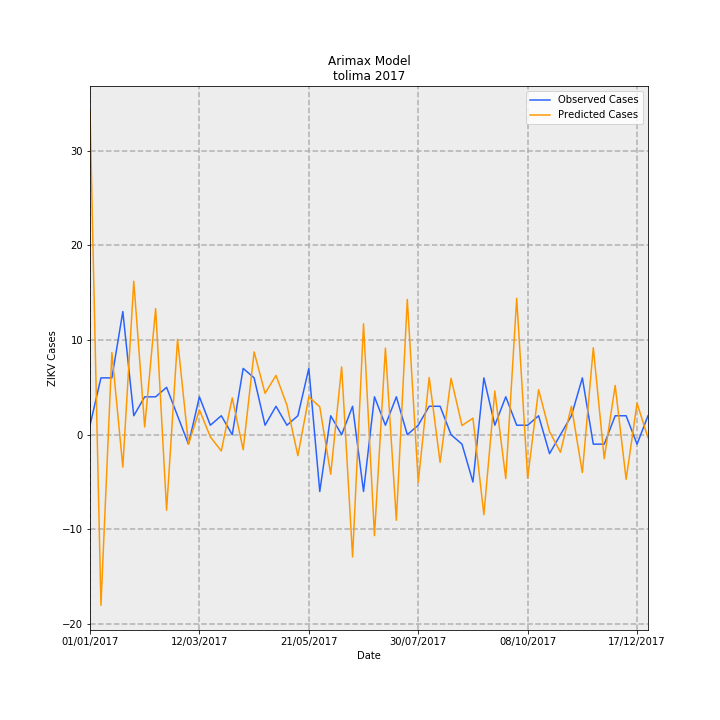 Arimax Model
tolima 2017
Observed Cases
Predicted Cases
ZIKV Cases
30
20
10
0
−10
−20
01/01/2017 12/03/2017 21/05/2017 30/07/2017 08/10/2017 17/12/2017
Date